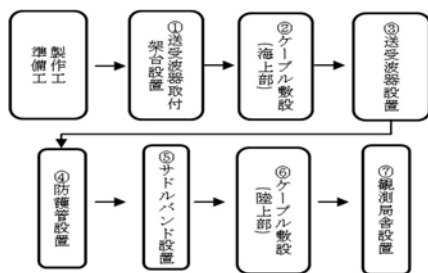 製作工
準備工
①送受波器取付
架台設置
②ケーブル敷設
(海上部)
③送受波器設置
④防護管設置
⑤サドルバンド設置
⑥ケーブル敷設
(陸上部)
⑦観測局舎設置